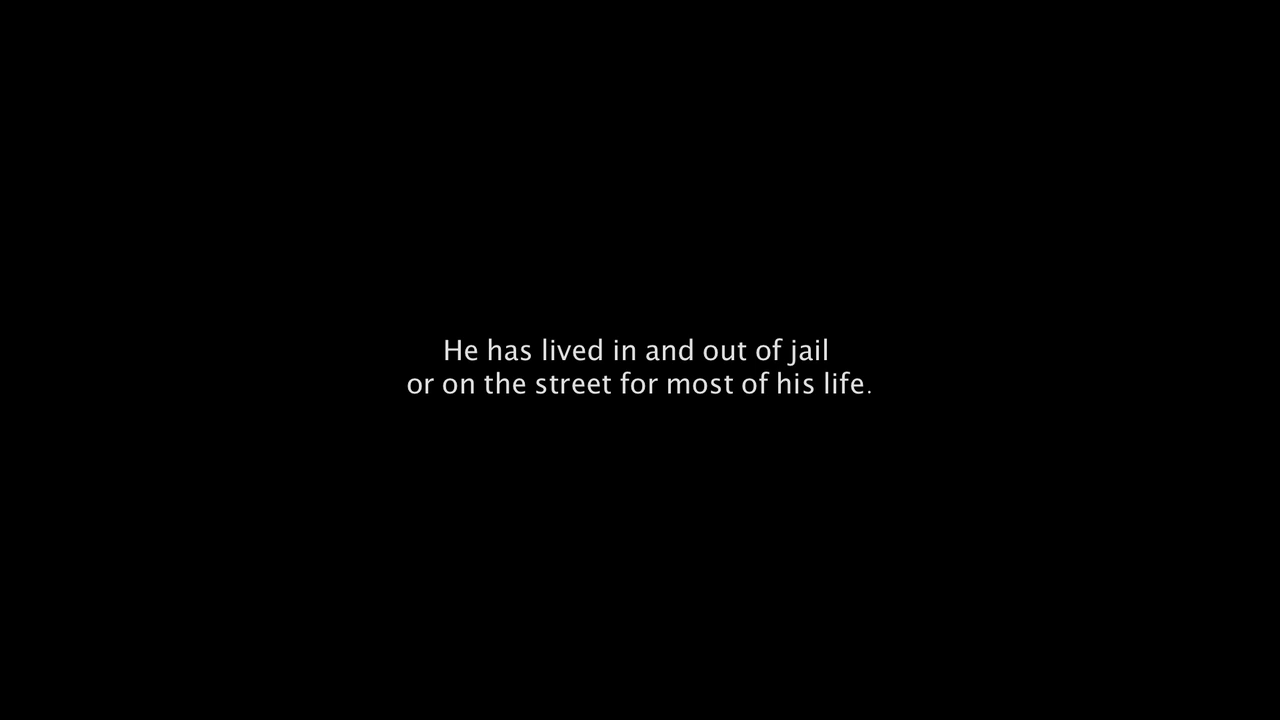 He has lived in and out of jail
or on the street for most of his life.